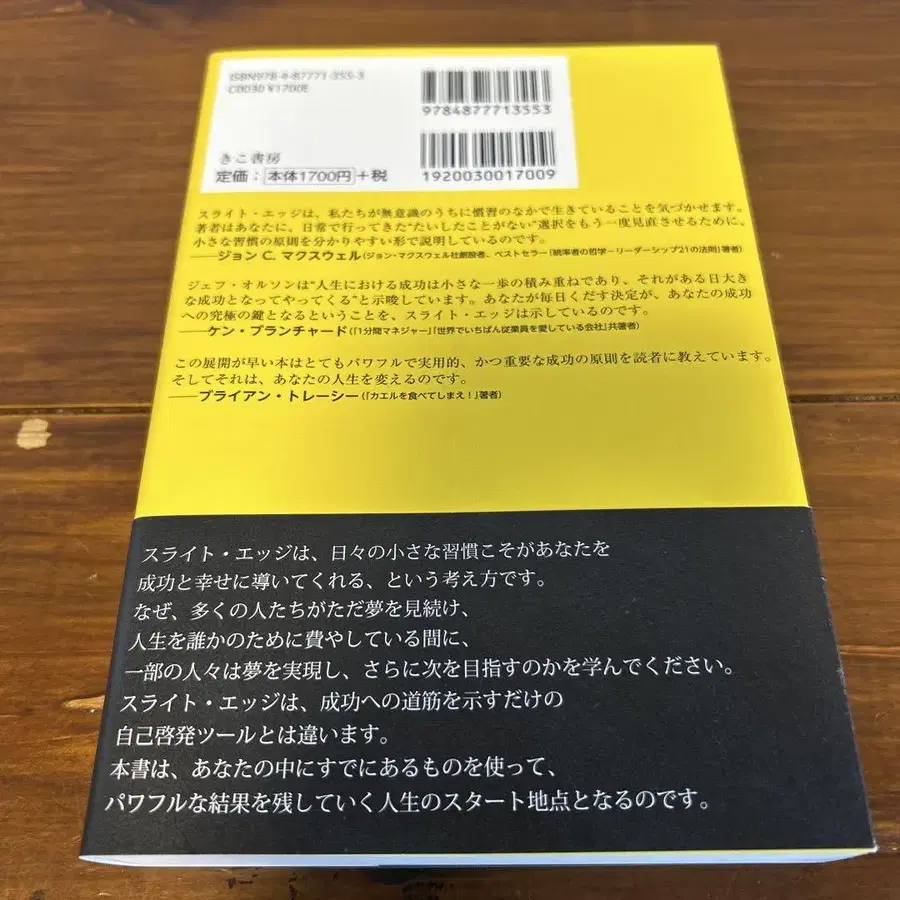 ISBN978-4-87771-355-3
C0030 ¥1700E
9784877713553
きこ書房
定価：本体1700円＋税
1920030017009
スライト・エッジは、私たちが無意識のうちに慣習のなかで生きていることを気づかせます。
著者はあなたに、日常で行ってきた“たいしたことがない”選択をもう一度見直させるために、
小さな習慣の原則を分かりやすい形で説明しているのです。
──ジョン C. マクスウェル（ジョン・マクスウェル社創設者、ベストセラー『統率者の哲学－リーダーシップ21の法則』著者）
ジェフ・オルソンは“人生における成功は小さな一歩の積み重ねであり、それがある日大き
な成功となってやってくる”と示唆しています。あなたが毎日くだす決定が、あなたの成功
への究極の鍵となるということを、スライト・エッジは示しているのです。
──ケン・ブランチャード（『1分間マネジャー』『世界でいちばん従業員を愛している会社』共著者）
この展開が早い本はとてもパワフルで実用的、かつ重要な成功の原則を読者に教えています。
そしてそれは、あなたの人生を変えるのです。
──ブライアン・トレーシー（『カエルを食べてしまえ！』著者）
スライト・エッジは、日々の小さな習慣こそがあなたを
成功と幸せに導いてくれる、という考え方です。
なぜ、多くの人たちがただ夢を見続け、
人生を誰かのために費やしている間に、
一部の人々は夢を実現し、さらに次を目指すのかを学んでください。
スライト・エッジは、成功への道筋を示すだけの
自己啓発ツールとは違います。
本書は、あなたの中にすでにあるものを使って、
パワフルな結果を残していく人生のスタート地点となるのです。